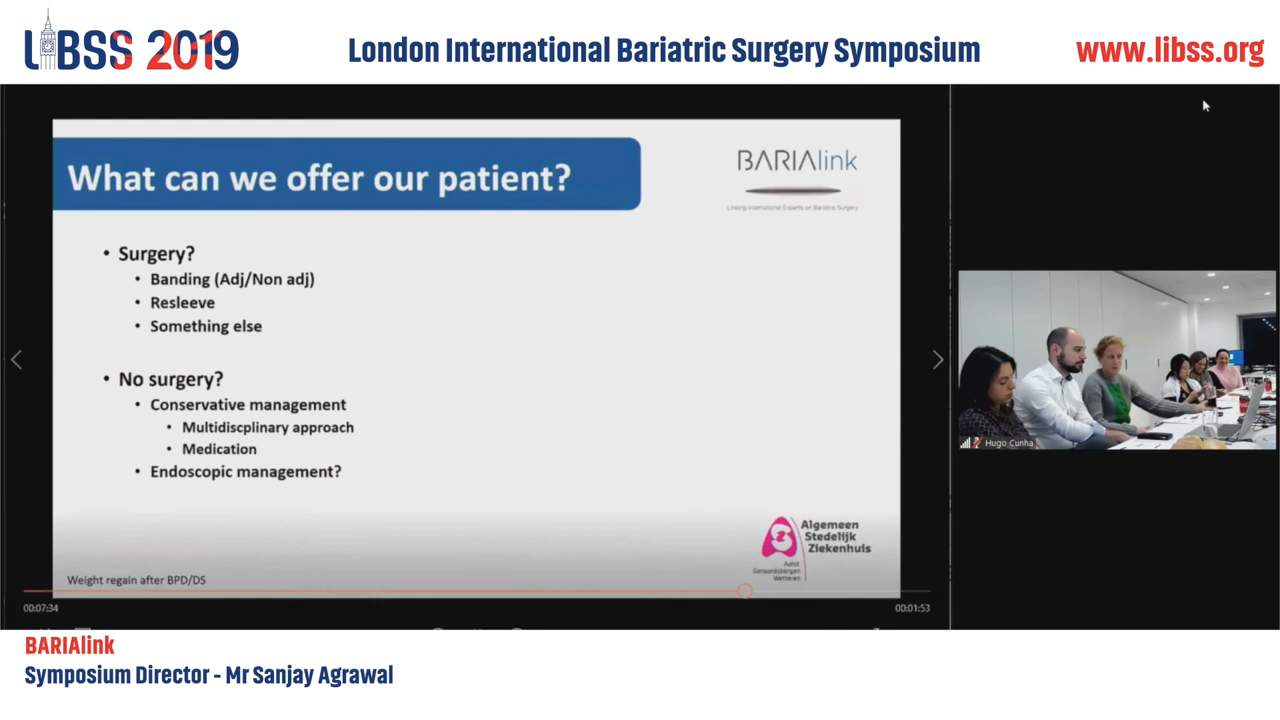 LIBSS 2019
London International Bariatric Surgery Symposium
www.libss.org
What can we offer our patient?
BARIAlink
Linking International Experts on Bariatric Surgery
• Surgery?
• Banding (Adj/Non adj)
• Resleeve
• Something else
• No surgery?
• Conservative management
• Multidiscplinary approach
• Medication
• Endoscopic management?
Algemeen
Stedelijk
Ziekenhuis
Aalst
Geraardsbergen
Wetteren
Weight regain after BPD/DS
00:07:34
00:01:53
Hugo Cunha
BARIAlink
Symposium Director - Mr Sanjay Agrawal